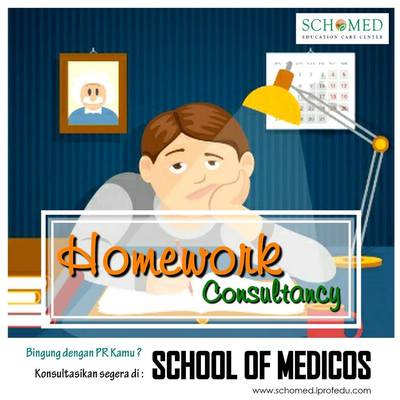 SCHOMED
EDUCATION CARE CENTER
Homework
Consultancy
Bingung dengan PR Kamu ?
Konsultasikan segera di : SCHOOL OF MEDICOS
www.schomed.iprofedu.com